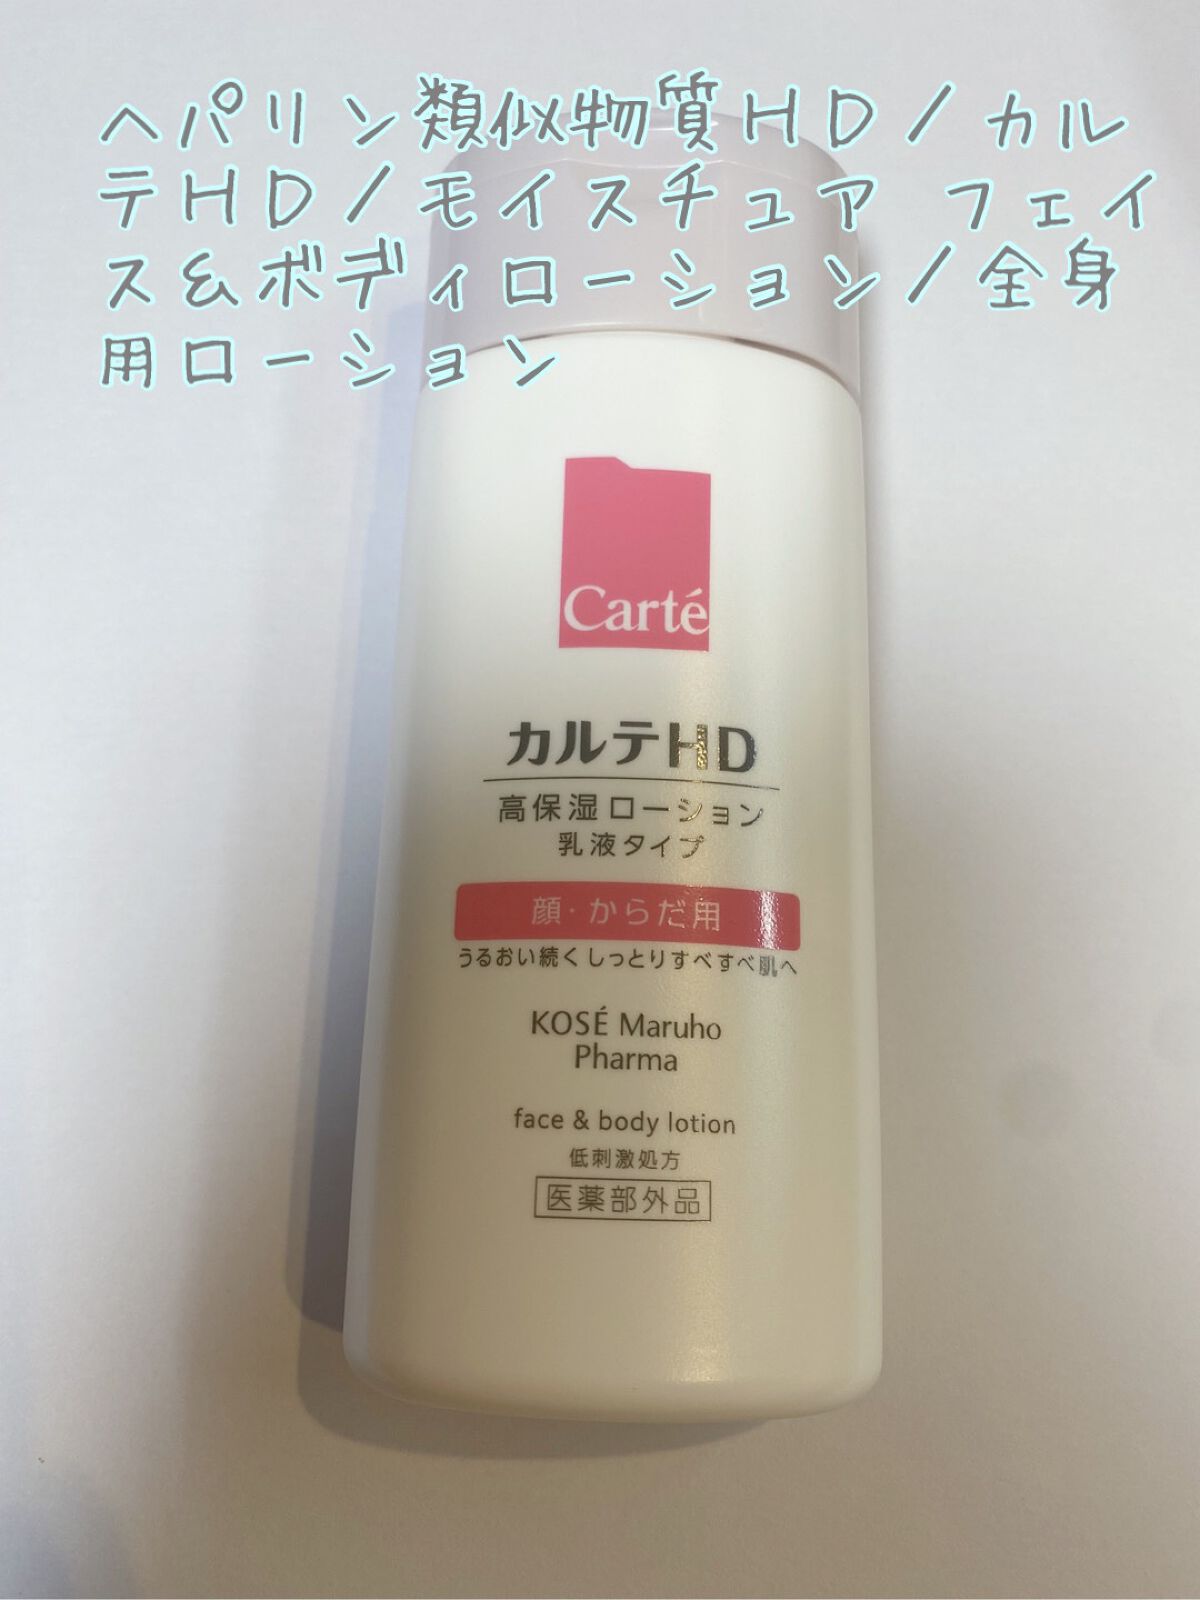 ヘパリン類似物質HD/カル
テHD/モイスチュア フェイ
ス&ボディローション/全身
用ローション
Carté
カルテHD
高保湿ローション
乳液タイプ
顔・からだ用
うるおい続くしっとりすべすべ肌へ
KOSÉ Maruho
Pharma
face & body lotion
低刺激処方
医薬部外品